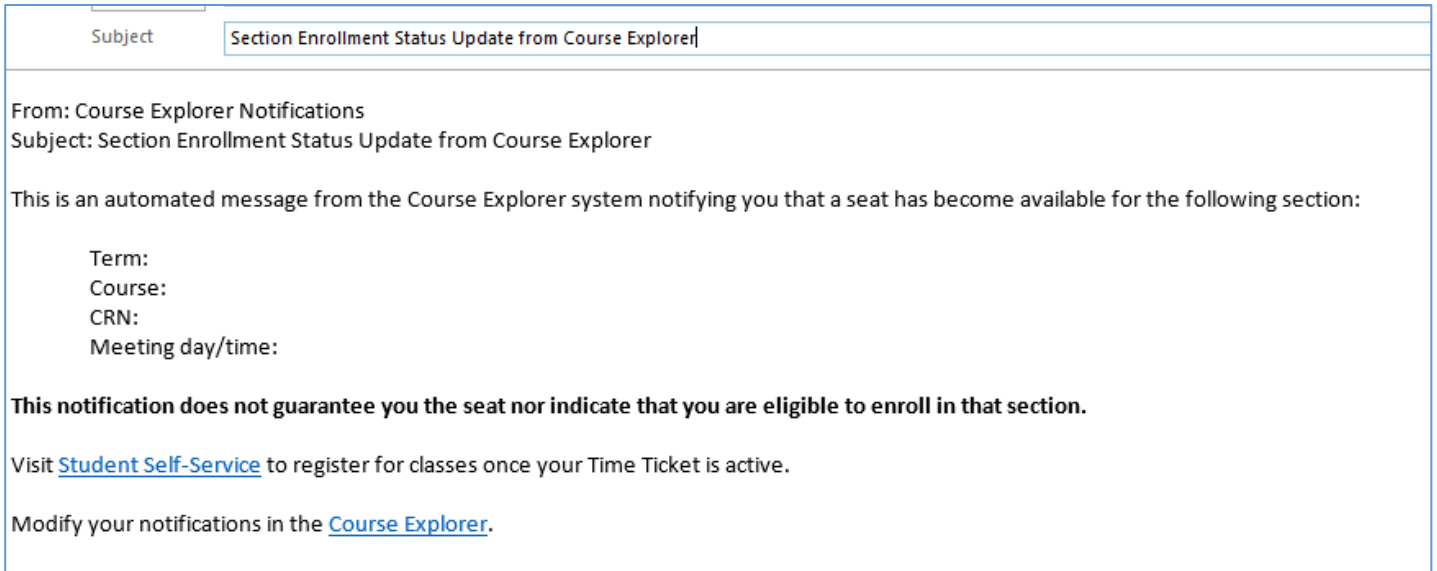 Subject
Section Enrollment Status Update from Course Explorer
From: Course Explorer Notifications
Subject: Section Enrollment Status Update from Course Explorer
This is an automated message from the Course Explorer system notifying you that a seat has become available for the following section:
Term:
Course:
CRN:
Meeting day/time:
This notification does not guarantee you the seat nor indicate that you are eligible to enroll in that section.
Visit Student Self-Service to register for classes once your Time Ticket is active.
Modify your notifications in the Course Explorer.